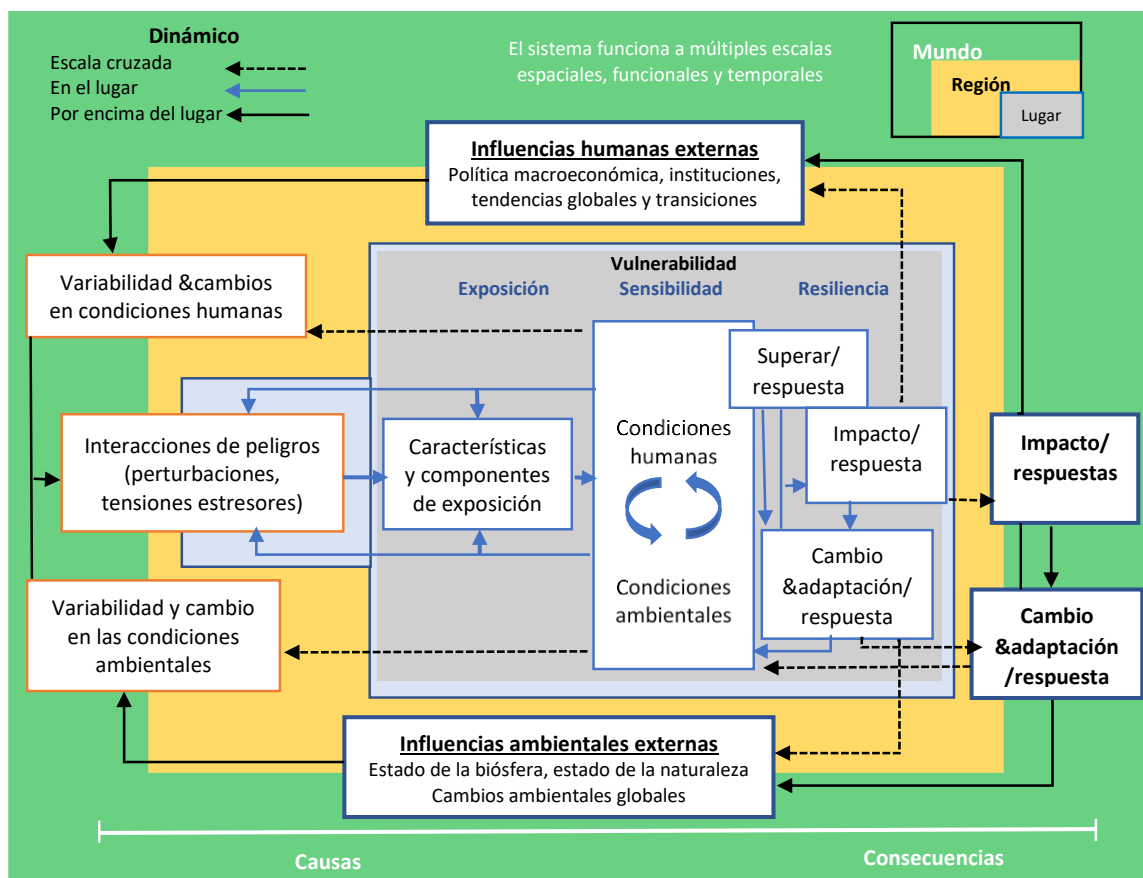 Dinámico
Escala cruzada
En el lugar
Por encima del lugar
El sistema funciona a múltiples escalas
espaciales, funcionales y temporales
Mundo
Región
Lugar
Influencias humanas externas
Política macroeconómica, instituciones,
tendencias globales y transiciones
Variabilidad &cambios
en condiciones humanas
Vulnerabilidad
Exposición
Sensibilidad
Resiliencia
Superar/
respuesta
Interacciones de peligros
(perturbaciones,
tensiones estresores)
Características
y componentes
de exposición
Condiciones
humanas
Condiciones
ambientales
Impacto/
respuesta
Impacto/
respuestas
Cambio
&adaptación/
respuesta
Cambio
&adaptación
/respuesta
Variabilidad y cambio
en las condiciones
ambientales
Influencias ambientales externas
Estado de la biósfera, estado de la naturaleza
Cambios ambientales globales
Causas
Consecuencias